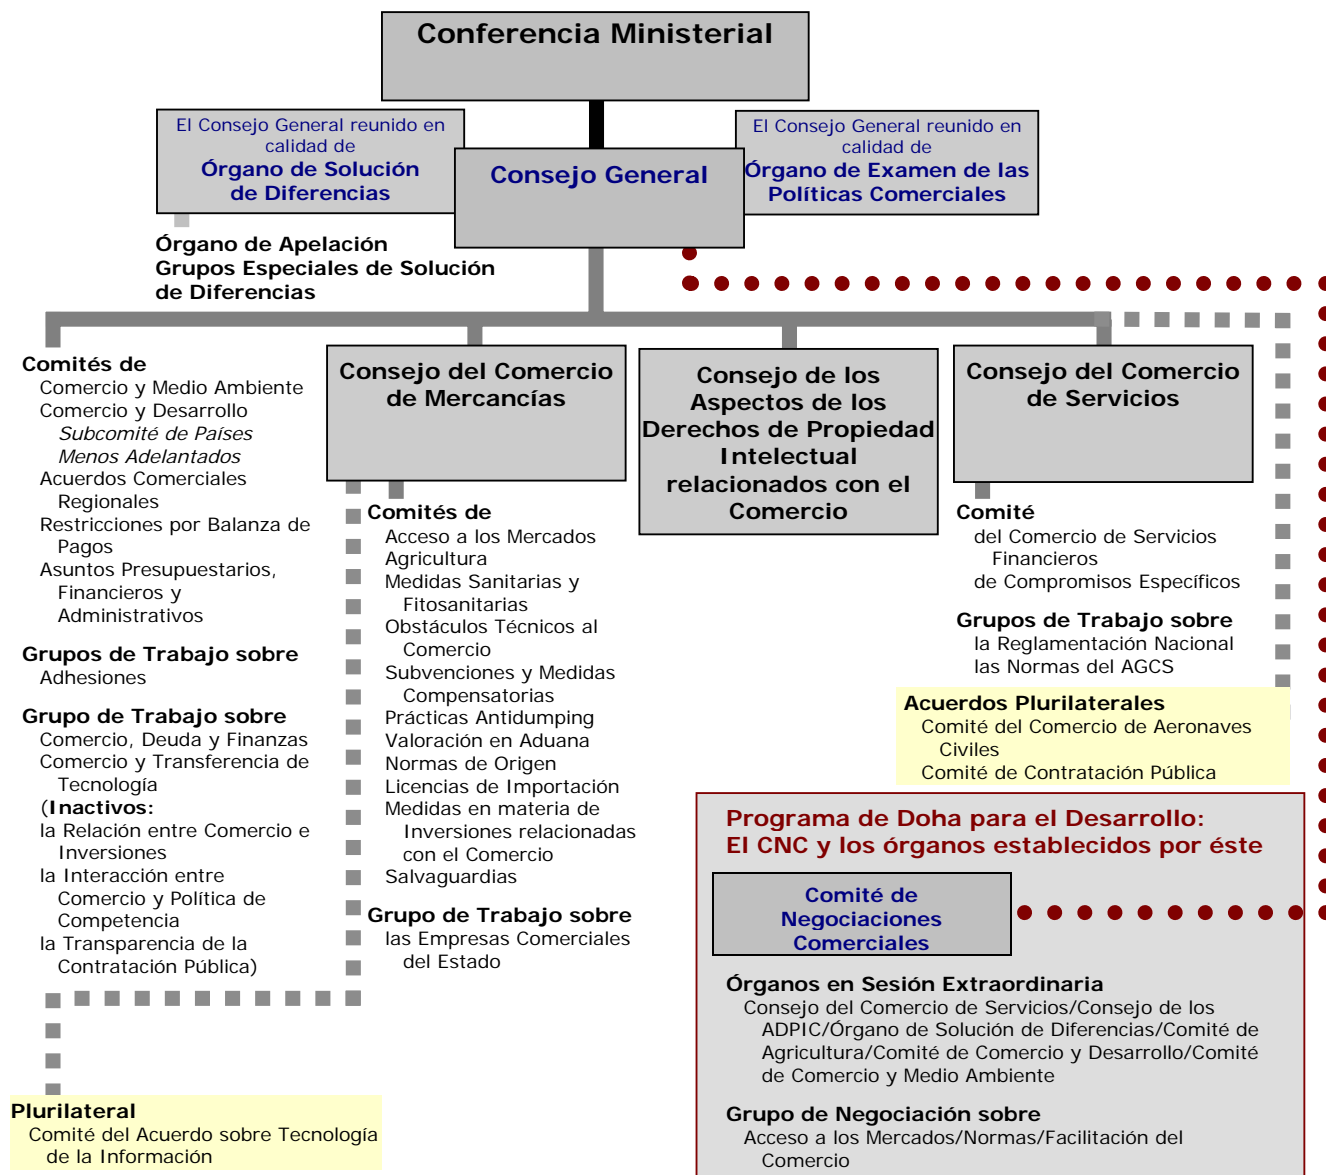 Conferencia Ministerial
El Consejo General reunido en
calidad de
Órgano de Solución
de Diferencias
Consejo General
El Consejo General reunido en
calidad de
Órgano de Examen de las
Políticas Comerciales
Órgano de Apelación
Grupos Especiales de Solución
de Diferencias
Comités de
Comercio y Medio Ambiente
Comercio y Desarrollo
Subcomité de Países
Menos Adelantados
Acuerdos Comerciales
Regionales
Restricciones por Balanza de
Pagos
Asuntos Presupuestarios,
Financieros y
Administrativos
Grupos de Trabajo sobre
Adhesiones
Grupo de Trabajo sobre
Comercio, Deuda y Finanzas
Comercio y Transferencia de
Tecnología
(Inactivos:
la Relación entre Comercio e
Inversiones
la Interacción entre
Comercio y Política de
Competencia
la Transparencia de la
Contratación Pública)
Plurilateral
Comité del Acuerdo sobre Tecnología
de la Información
Consejo del Comercio
de Mercancías
Comités de
Acceso a los Mercados
Agricultura
Medidas Sanitarias y
Fitosanitarias
Obstáculos Técnicos al
Comercio
Subvenciones y Medidas
Compensatorias
Prácticas Antidumping
Valoración en Aduana
Normas de Origen
Licencias de Importación
Medidas en materia de
Inversiones relacionadas
con el Comercio
Salvaguardias
Grupo de Trabajo sobre
las Empresas Comerciales
del Estado
Consejo de los
Aspectos de los
Derechos de Propiedad
Intelectual
relacionados con el
Comercio
Consejo del Comercio
de Servicios
Comité
del Comercio de Servicios
Financieros
de Compromisos Específicos
Grupos de Trabajo sobre
la Reglamentación Nacional
las Normas del AGCS
Acuerdos Plurilaterales
Comité del Comercio de Aeronaves
Civiles
Comité de Contratación Pública
Programa de Doha para el Desarrollo:
El CNC y los órganos establecidos por éste
Comité de
Negociaciones
Comerciales
Órganos en Sesión Extraordinaria
Consejo del Comercio de Servicios/Consejo de los
ADPIC/Órgano de Solución de Diferencias/Comité de
Agricultura/Comité de Comercio y Desarrollo/Comité
de Comercio y Medio Ambiente
Grupo de Negociación sobre
Acceso a los Mercados/Normas/Facilitación del
Comercio